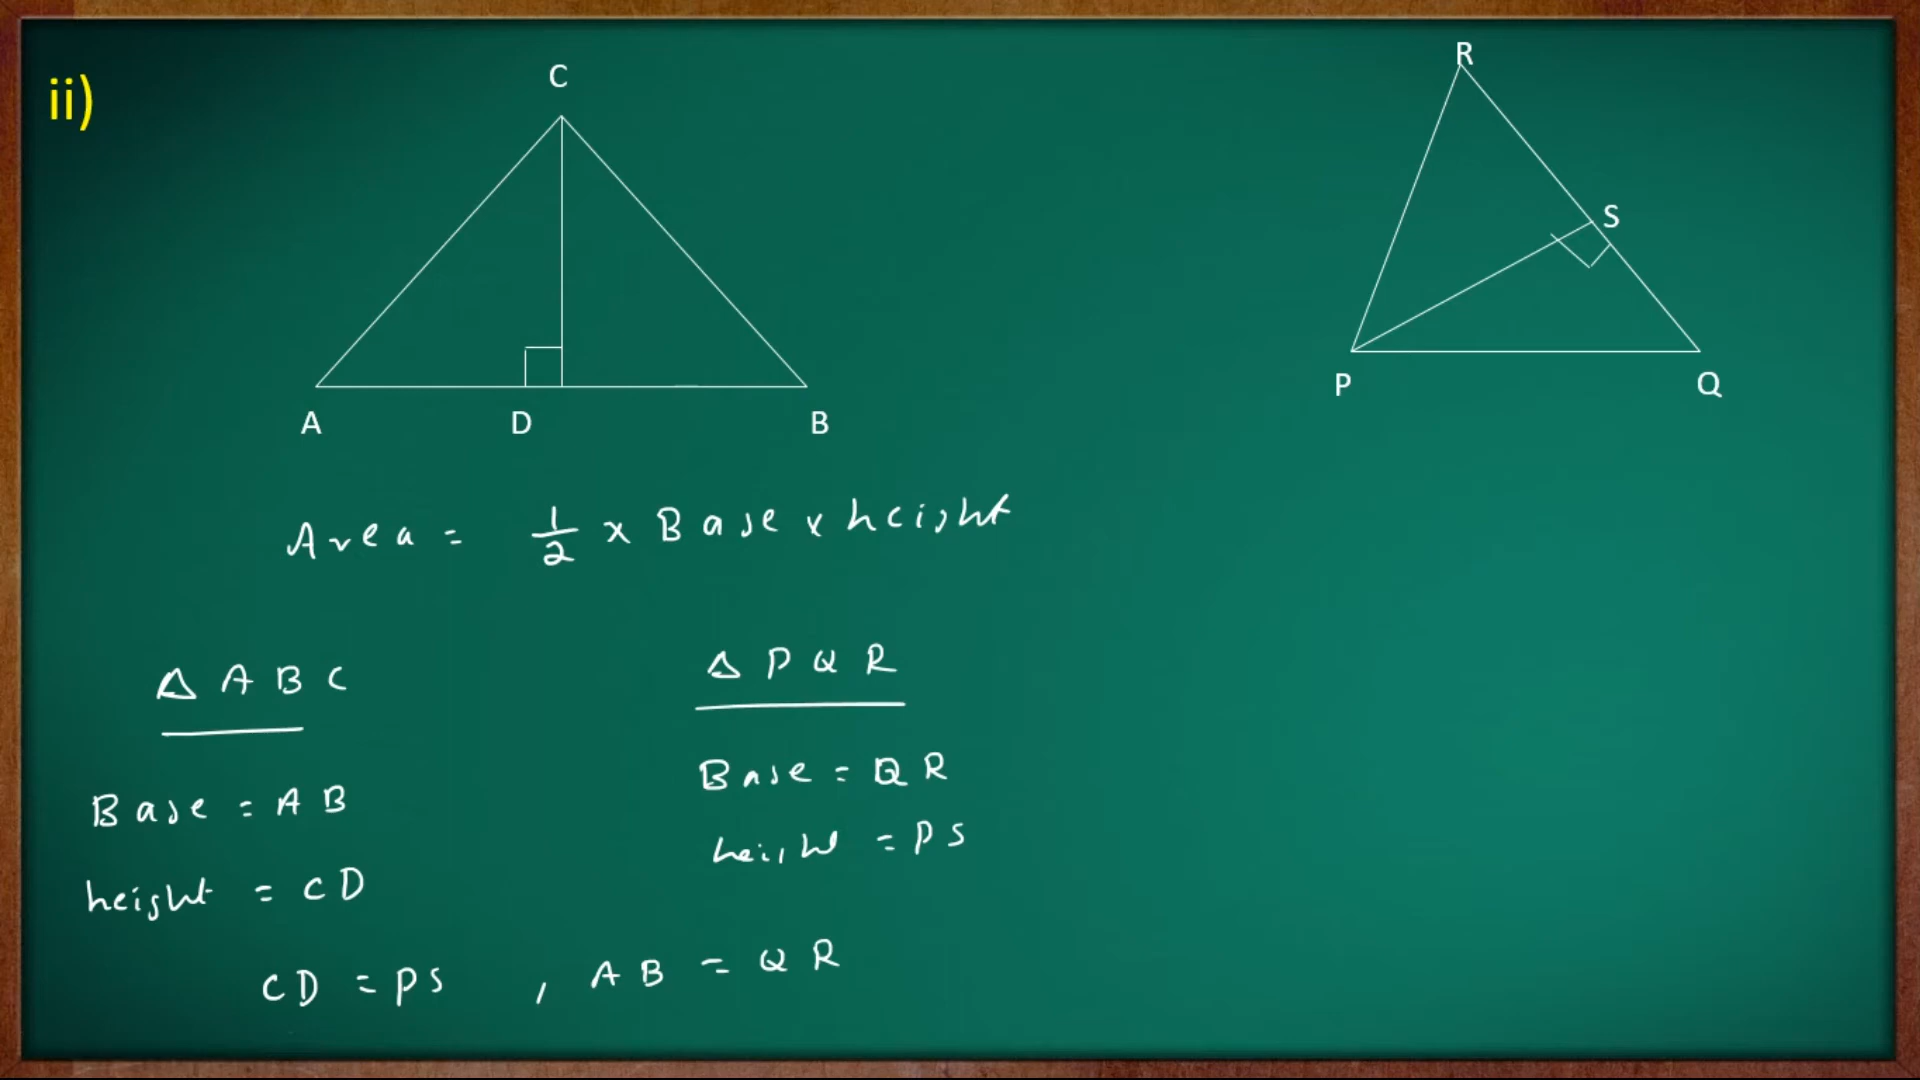 ii)
C
R
S
A D B
P Q
Area = 1/2 x Base x height
Δ ABC
Δ PQR
Base = AB
height = CD
Base = QR
height = PS
CD = PS , AB = QR